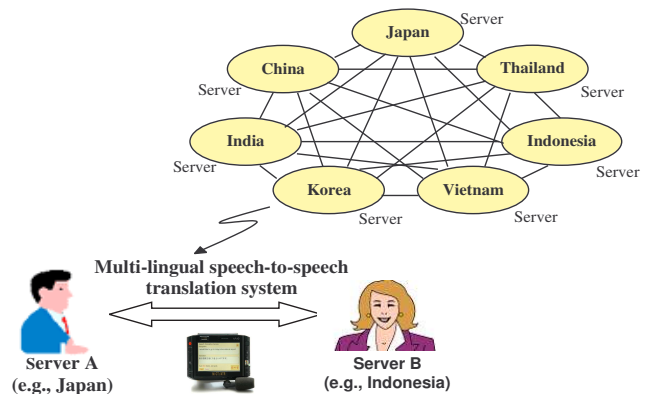 Japan
Server
China
Server
Thailand
Server
India
Server
Indonesia
Server
Korea
Server
Vietnam
Server
Multi-lingual speech-to-speech
translation system
Server A
(e.g., Japan)
Server B
(e.g., Indonesia)